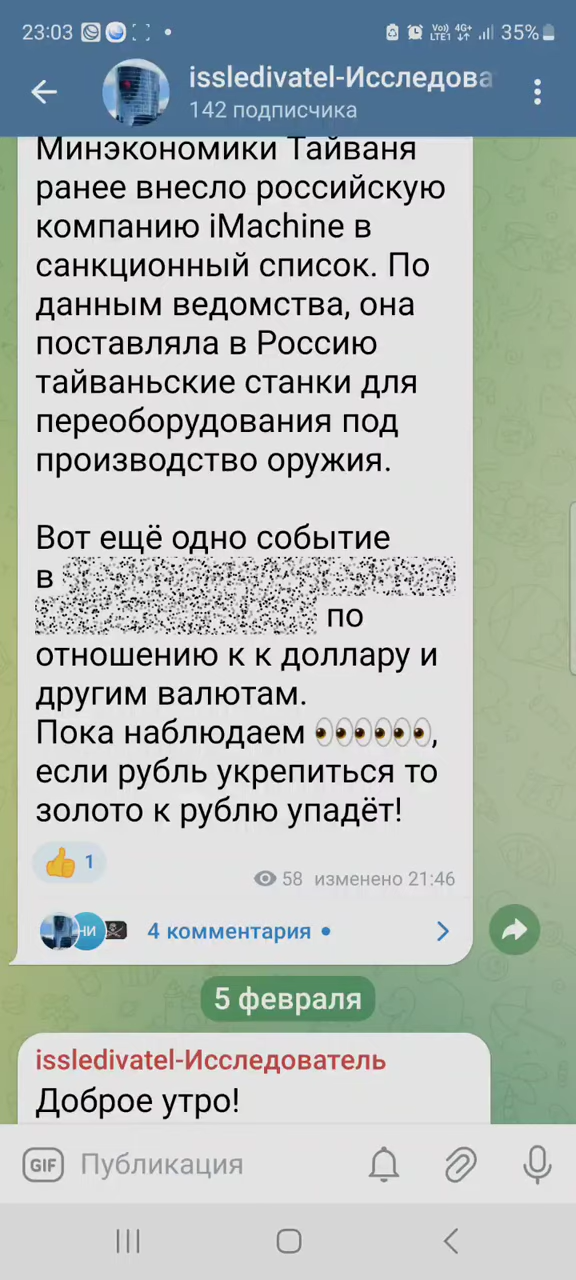 23:03
Vo)) LTE1 4G+ 35%
issledivatel-Исследова
142 подписчика
Минэкономики Тайваня
ранее внесло российскую
компанию iMachine в
санкционный список. По
данным ведомства, она
поставляла в Россию
тайваньские станки для
переоборудования под
производство оружия.
Вот ещё одно событие
в
по
отношению к к доллару и
другим валютам.
Пока наблюдаем 👀👀👀,
если рубль укрепиться то
золото к рублю упадёт!
👍 1
58 изменено 21:46
НИ
4 комментария
5 февраля
issledivatel-Исследователь
Доброе утро!
GIF Публикация